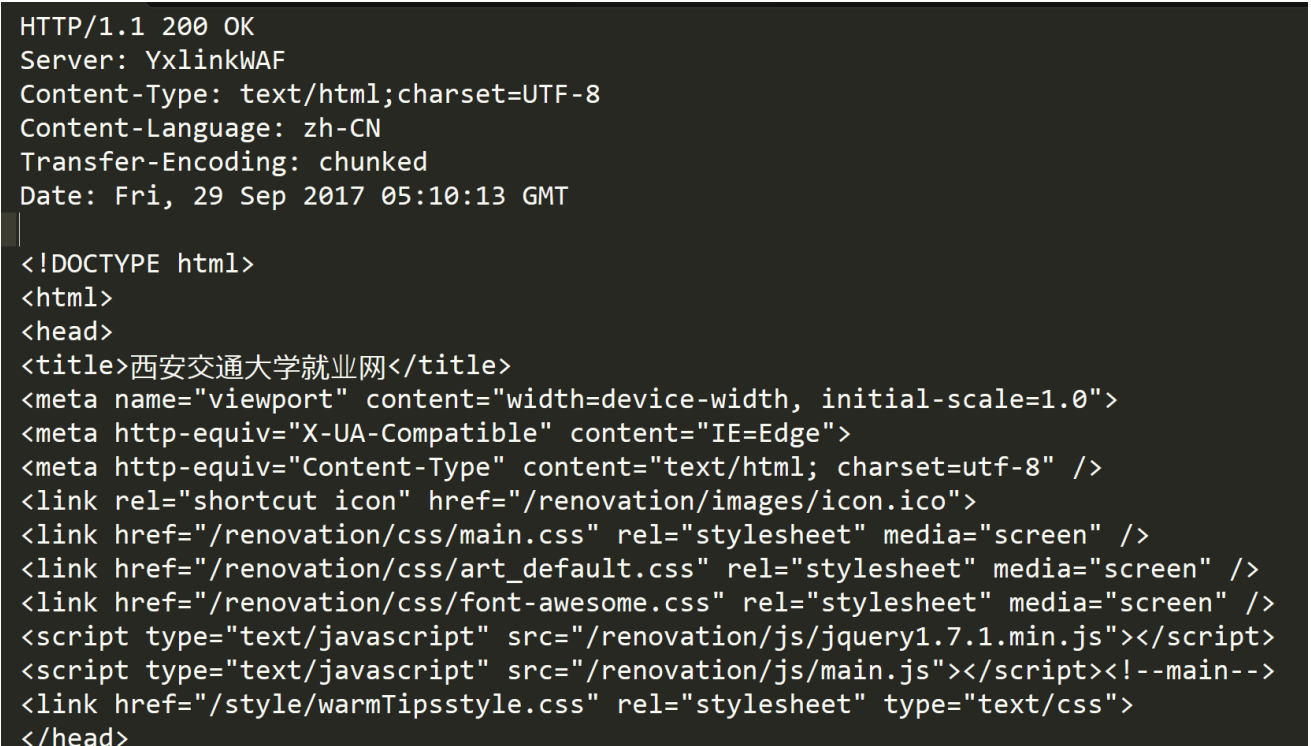 HTTP/1.1 200 OK
Server: YxlinkWAF
Content-Type: text/html;charset=UTF-8
Content-Language: zh-CN
Transfer-Encoding: chunked
Date: Fri, 29 Sep 2017 05:10:13 GMT
<!DOCTYPE html>
<html>
<head>
<title>西安交通大学就业网</title>
<meta name="viewport" content="width=device-width, initial-scale=1.0">
<meta http-equiv="X-UA-Compatible" content="IE=Edge">
<meta http-equiv="Content-Type" content="text/html; charset=utf-8" />
<link rel="shortcut icon" href="/renovation/images/icon.ico">
<link href="/renovation/css/main.css" rel="stylesheet" media="screen" />
<link href="/renovation/css/art_default.css" rel="stylesheet" media="screen" />
<link href="/renovation/css/font-awesome.css" rel="stylesheet" media="screen" />
<script type="text/javascript" src="/renovation/js/jquery1.7.1.min.js"></script>
<script type="text/javascript" src="/renovation/js/main.js"></script><!--main-->
<link href="/style/warmTipsstyle.css" rel="stylesheet" type="text/css">
</head>